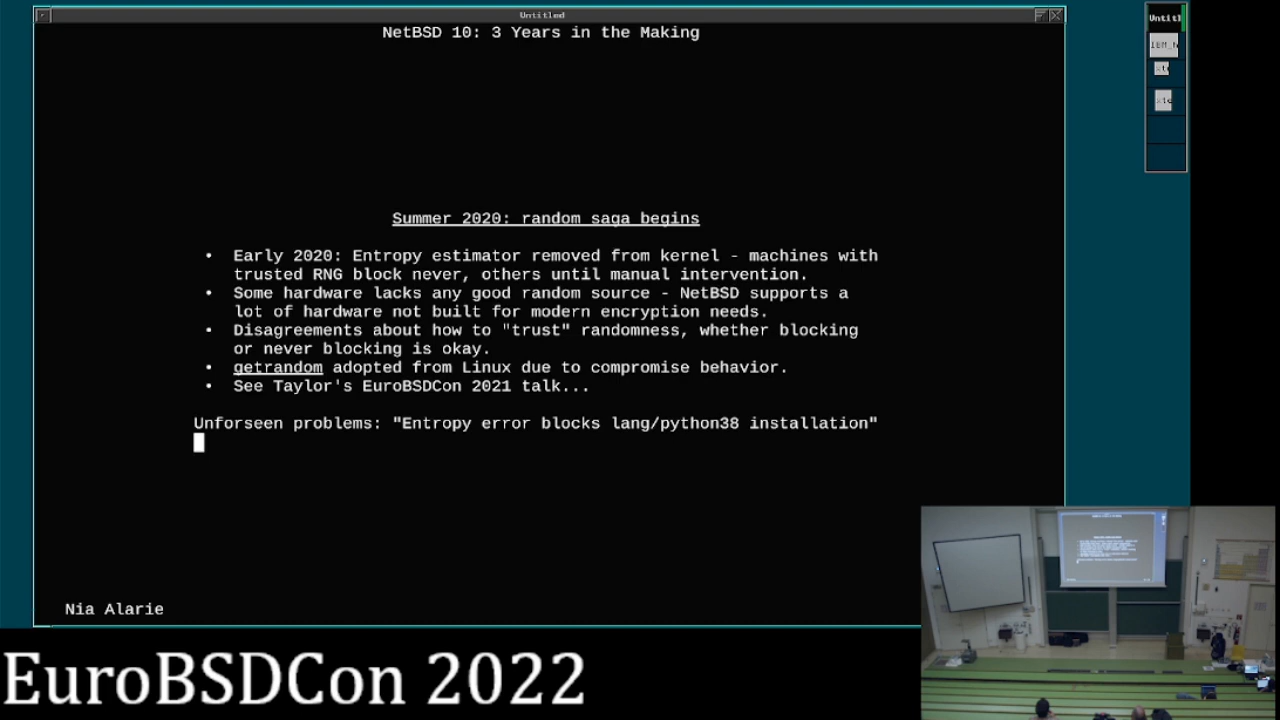 Untitled
NetBSD 10: 3 Years in the Making
Untitl
Summer 2020: random saga begins
• Early 2020: Entropy estimator removed from kernel - machines with
trusted RNG block never, others until manual intervention.
• Some hardware lacks any good random source - NetBSD supports a
lot of hardware not built for modern encryption needs.
• Disagreements about how to "trust" randomness, whether blocking
or never blocking is okay.
• getrandom adopted from Linux due to compromise behavior.
• See Taylor's EuroBSDCon 2021 talk...
Unforseen problems: "Entropy error blocks lang/python38 installation"
Nia Alarie
EuroBSDCon 2022